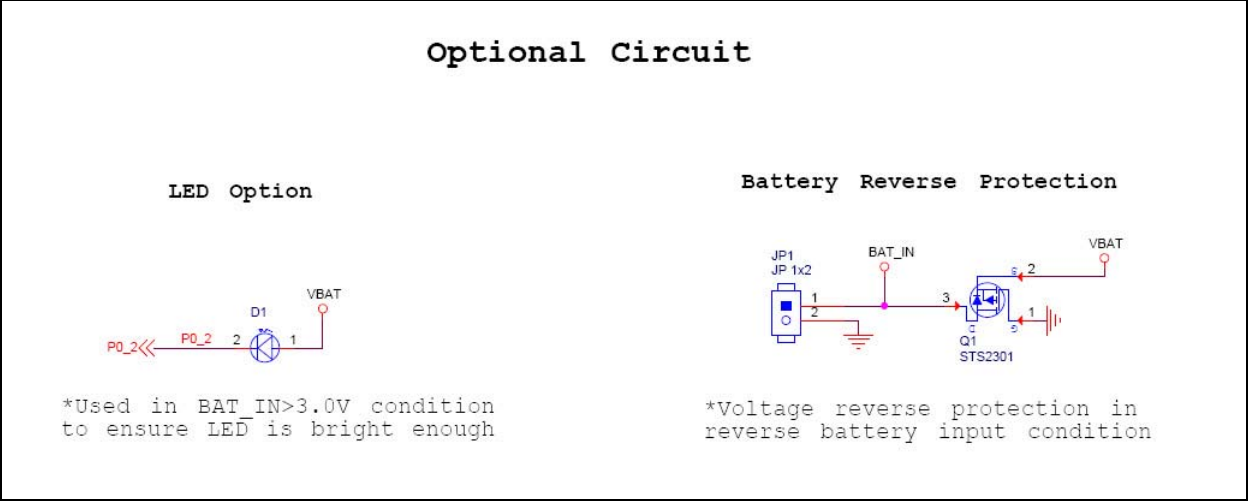 Optional Circuit
LED Option
Battery Reverse Protection
VBAT
D1
P0_2
P0_2
2
1
*Used in BAT_IN>3.0V condition
to ensure LED is bright enough
JP1
JP 1x2
BAT_IN
VBAT
1
2
3
2
1
S
D
G
Q1
STS2301
*Voltage reverse protection in
reverse battery input condition